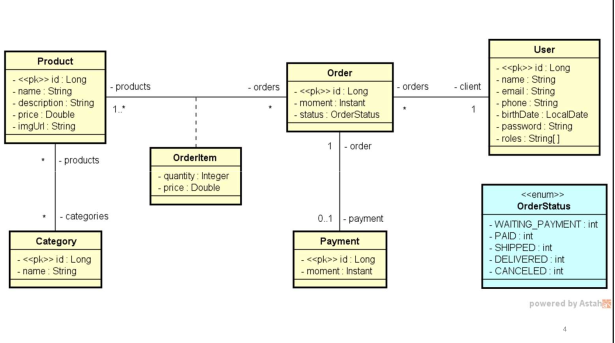 Product
- <<pk>> id : Long
- name : String
- description : String
- price : Double
- imgUrl : String
- products
1..*
- orders
*
Order
- <<pk>> id : Long
- moment : Instant
- status : OrderStatus
- orders
*
- client
1
User
- <<pk>> id : Long
- name : String
- email : String
- phone : String
- birthDate : LocalDate
- password : String
- roles : String[ ]
OrderItem
- quantity : Integer
- price : Double
* - products
* - categories
Category
- <<pk>> id : Long
- name : String
1 - order
0..1 - payment
Payment
- <<pk>> id : Long
- moment : Instant
<<enum>>
OrderStatus
- WAITING_PAYMENT : int
- PAID : int
- SHIPPED : int
- DELIVERED : int
- CANCELED : int
powered by Astah
4